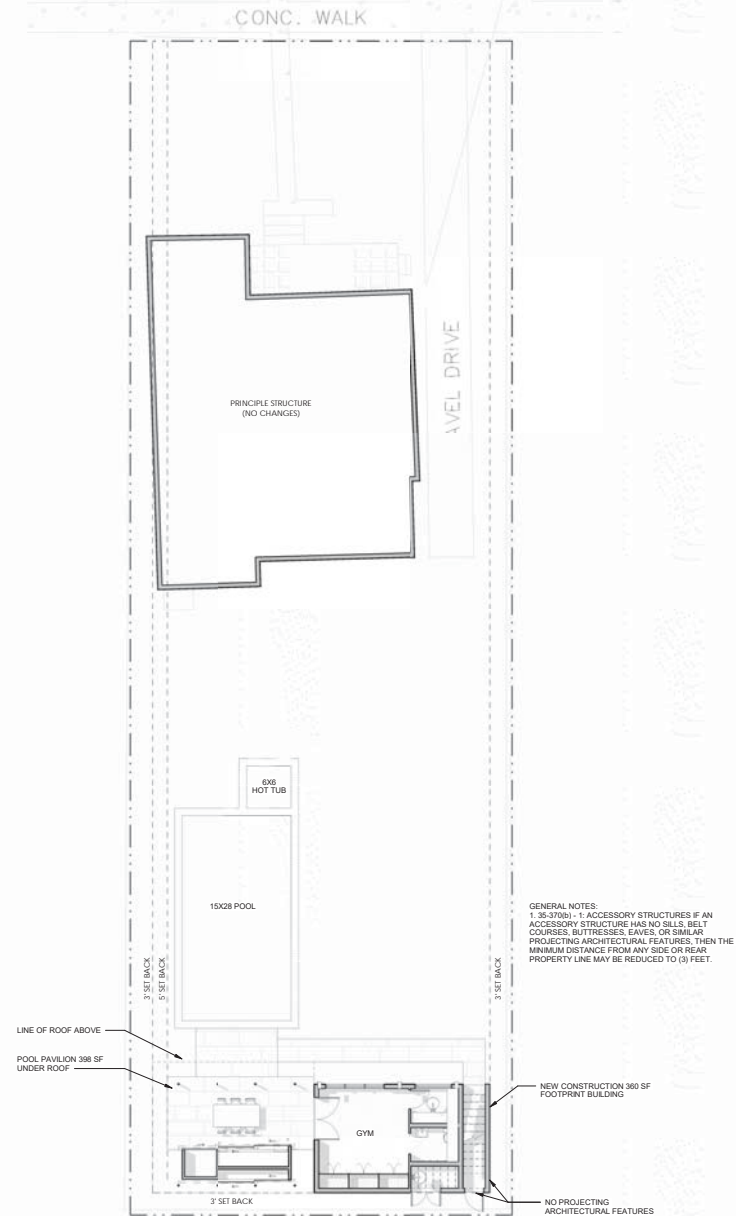 CONC. WALK
PRINCIPLE STRUCTURE
(NO CHANGES)
AVEL DRIVE
6X6
HOT TUB
15X28 POOL
GENERAL NOTES:
1. 35-370(b) - 1: ACCESSORY STRUCTURES IF AN
ACCESSORY STRUCTURE HAS NO SILLS, BELT
COURSES, BUTTRESSES, EAVES, OR SIMILAR
PROJECTING ARCHITECTURAL FEATURES, THEN THE
MINIMUM DISTANCE FROM ANY SIDE OR REAR
PROPERTY LINE MAY BE REDUCED TO (3) FEET.
3' SET BACK
5' SET BACK
3' SET BACK
LINE OF ROOF ABOVE
POOL PAVILION 398 SF
UNDER ROOF
NEW CONSTRUCTION 360 SF
FOOTPRINT BUILDING
GYM
3' SET BACK
NO PROJECTING
ARCHITECTURAL FEATURES